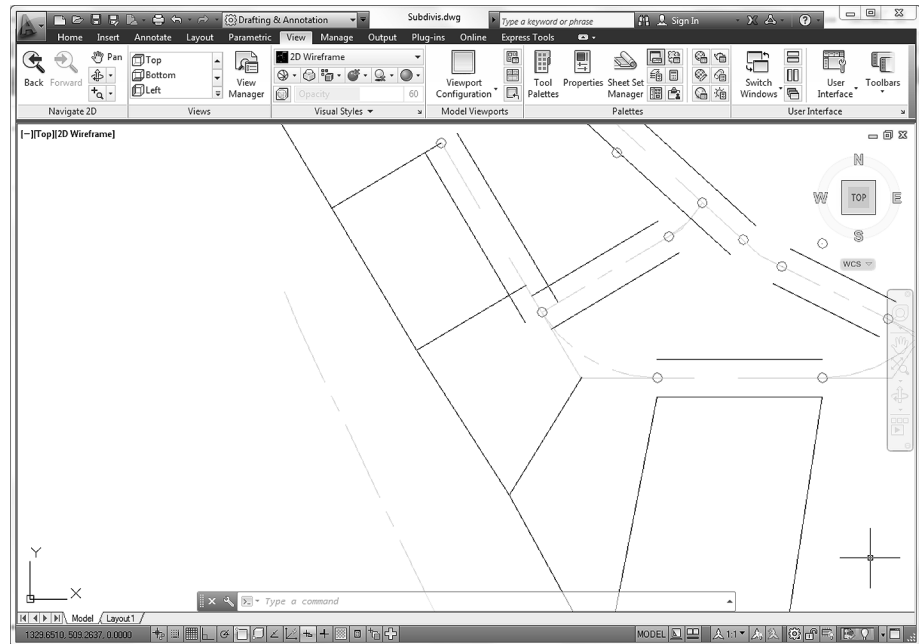 Drafting & Annotation
Subdivis.dwg
Type a keyword or phrase
Sign In
Home Insert Annotate Layout Parametric View Manage Output Plug-ins Online Express Tools
Back
Forward
Pan
Navigate 2D
Top
Bottom
Left
View Manager
Views
2D Wireframe
Opacity 60
Visual Styles
Viewport Configuration
Model Viewports
Tool Palettes
Properties
Sheet Set Manager
Palettes
Switch Windows
User Interface
Toolbars
User Interface
[−][Top][2D Wireframe]
N
W TOP E
S
WCS
Y
X
Type a command
Model Layout1
1329.6510, 509.2637, 0.0000
MODEL
A 1:1